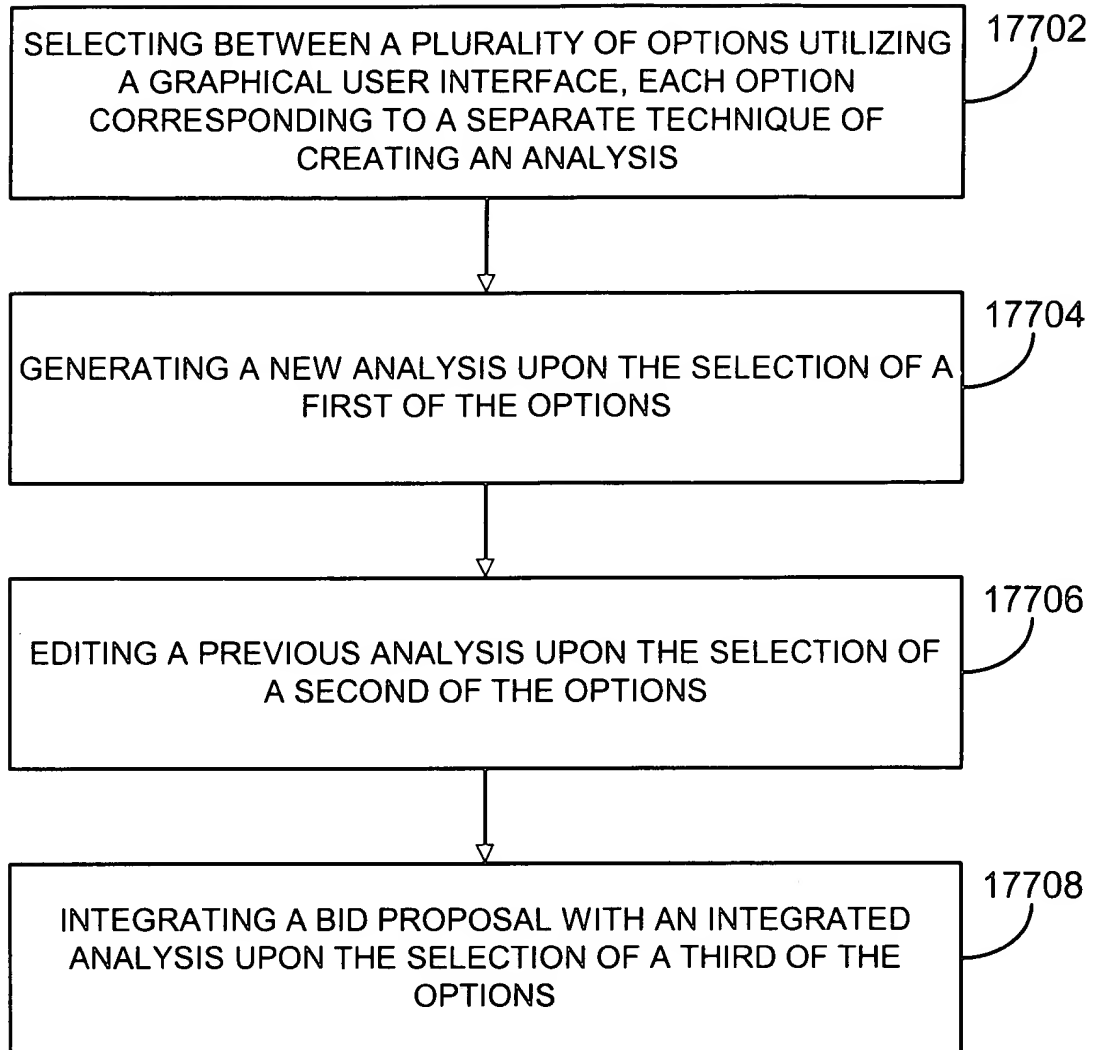 SELECTING BETWEEN A PLURALITY OF OPTIONS UTILIZING
A GRAPHICAL USER INTERFACE, EACH OPTION
CORRESPONDING TO A SEPARATE TECHNIQUE OF
CREATING AN ANALYSIS
17702
GENERATING A NEW ANALYSIS UPON THE SELECTION OF A
FIRST OF THE OPTIONS
17704
EDITING A PREVIOUS ANALYSIS UPON THE SELECTION OF
A SECOND OF THE OPTIONS
17706
INTEGRATING A BID PROPOSAL WITH AN INTEGRATED
ANALYSIS UPON THE SELECTION OF A THIRD OF THE
OPTIONS
17708